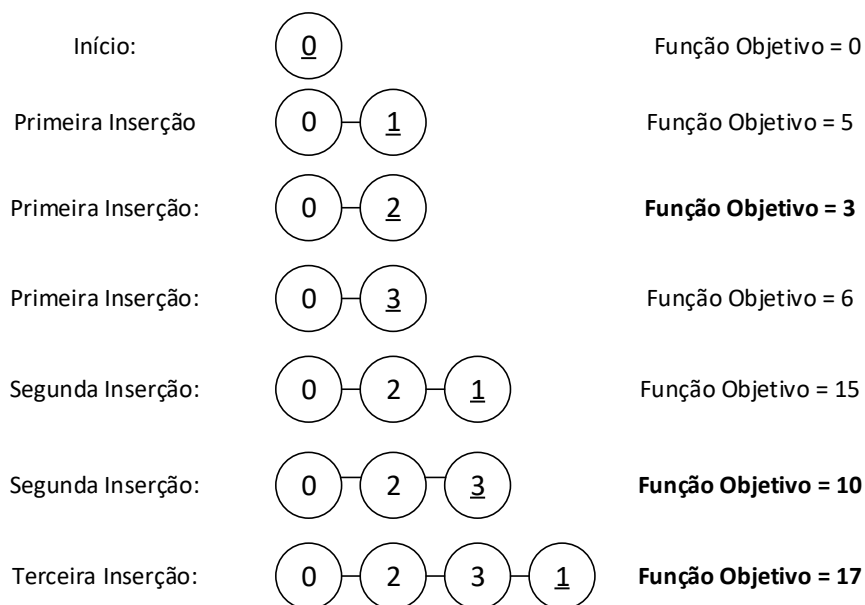 Início: 0 Função Objetivo = 0
Primeira Inserção 0 1 Função Objetivo = 5
Primeira Inserção: 0 2 Função Objetivo = 3
Primeira Inserção: 0 3 Função Objetivo = 6
Segunda Inserção: 0 2 1 Função Objetivo = 15
Segunda Inserção: 0 2 3 Função Objetivo = 10
Terceira Inserção: 0 2 3 1 Função Objetivo = 17